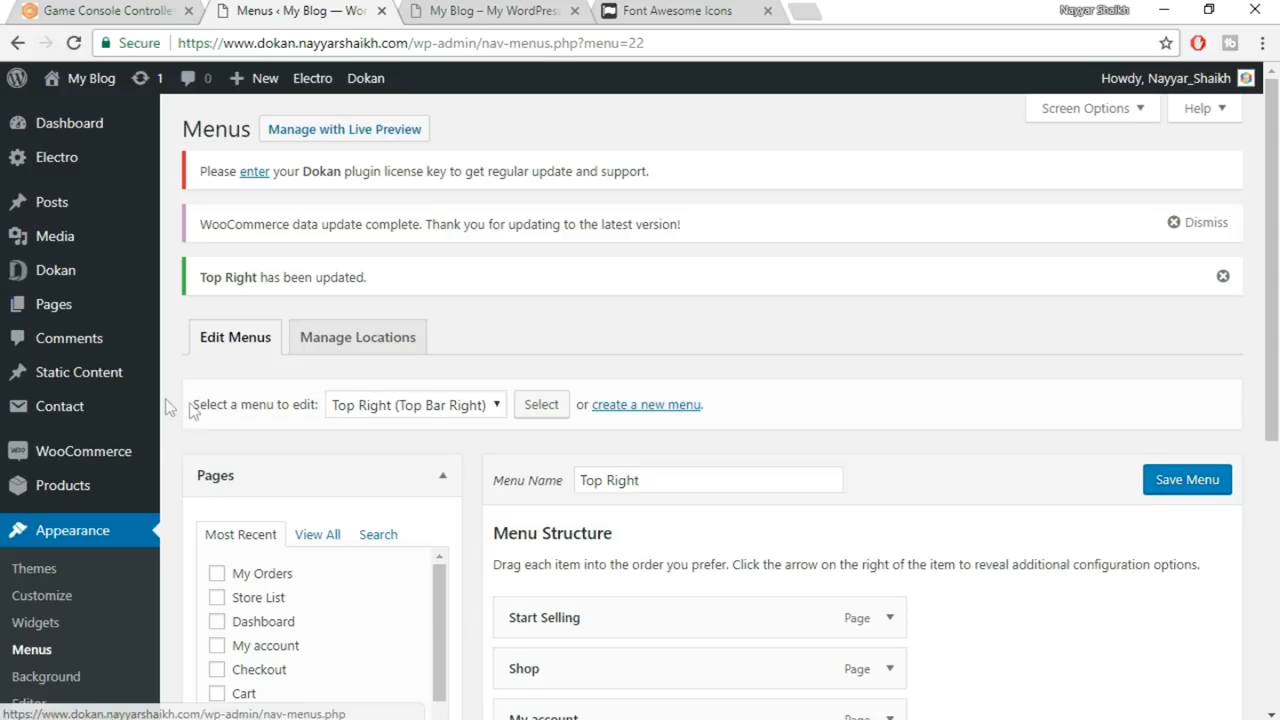 Game Console Controlle
Menus ‹ My Blog — Wor
My Blog – My WordPress
Font Awesome Icons
Nayyar Shaikh
Secure
https://www.dokan.nayyarshaikh.com/wp-admin/nav-menus.php?menu=22
My Blog
1
0
New
Electro
Dokan
Howdy, Nayyar_Shaikh
Dashboard
Electro
Posts
Media
Dokan
Pages
Comments
Static Content
Contact
WooCommerce
Products
Appearance
Themes
Customize
Widgets
Menus
Background
Editor
Screen Options
Help
Menus
Manage with Live Preview
Please enter your Dokan plugin license key to get regular update and support.
WooCommerce data update complete. Thank you for updating to the latest version!
Dismiss
Top Right has been updated.
Edit Menus
Manage Locations
Select a menu to edit: Top Right (Top Bar Right) Select or create a new menu.
Pages
Most Recent
View All
Search
My Orders
Store List
Dashboard
My account
Checkout
Cart
Menu Name Top Right
Save Menu
Menu Structure
Drag each item into the order you prefer. Click the arrow on the right of the item to reveal additional configuration options.
Start Selling Page
Shop Page
My account Page
https://www.dokan.nayyarshaikh.com/wp-admin/nav-menus.php